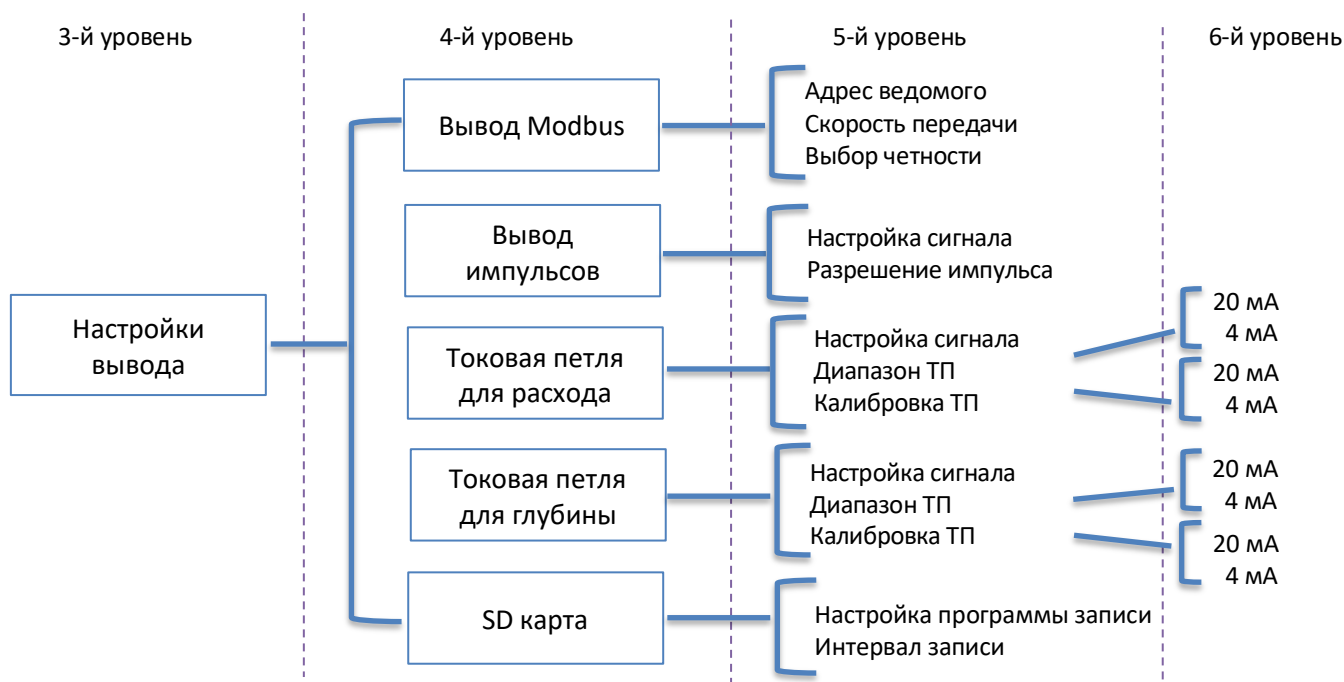 3-й уровень
4-й уровень
5-й уровень
6-й уровень
Настройки
вывода
Вывод Modbus
Адрес ведомого
Скорость передачи
Выбор четности
Вывод
импульсов
Настройка сигнала
Разрешение импульса
Токовая петля
для расхода
Настройка сигнала
Диапазон ТП
Калибровка ТП
20 мА
4 мА
20 мА
4 мА
Токовая петля
для глубины
Настройка сигнала
Диапазон ТП
Калибровка ТП
20 мА
4 мА
20 мА
4 мА
SD карта
Настройка программы записи
Интервал записи